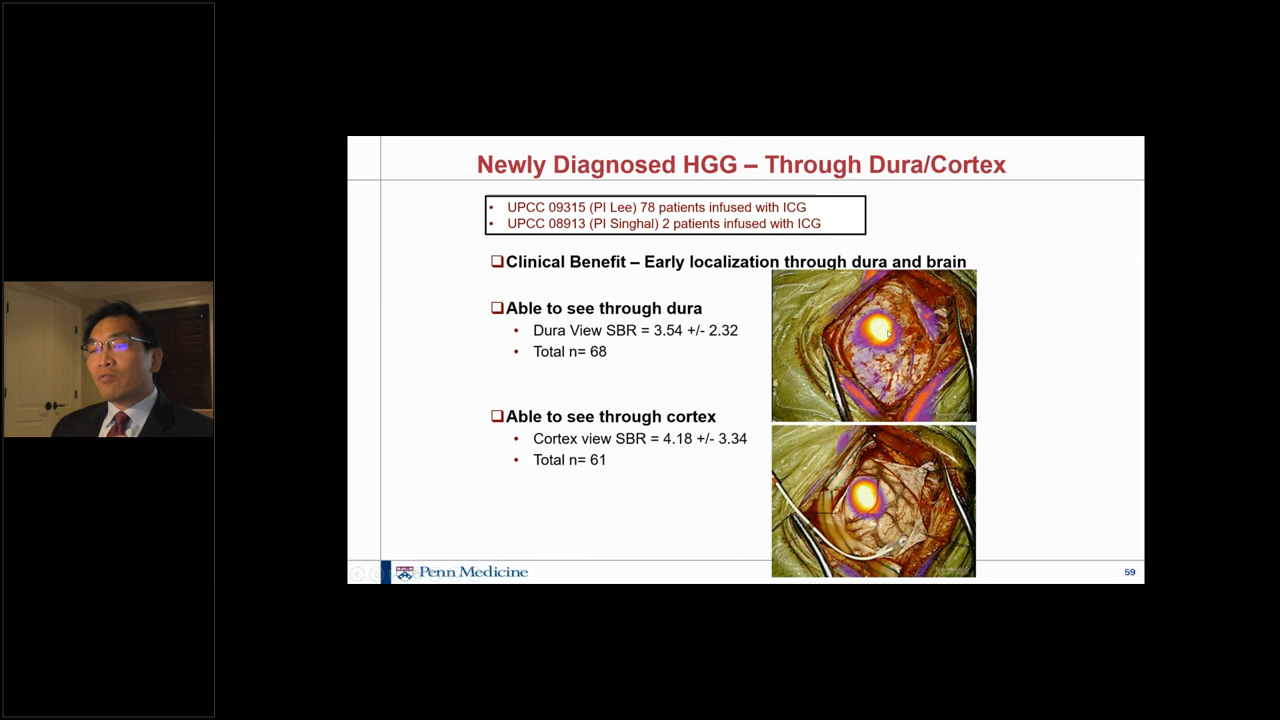 Newly Diagnosed HGG – Through Dura/Cortex
• UPCC 09315 (PI Lee) 78 patients infused with ICG
• UPCC 08913 (PI Singhal) 2 patients infused with ICG
❑Clinical Benefit – Early localization through dura and brain
❑Able to see through dura
• Dura View SBR = 3.54 +/- 2.32
• Total n= 68
❑Able to see through cortex
• Cortex view SBR = 4.18 +/- 3.34
• Total n= 61
Penn Medicine
59